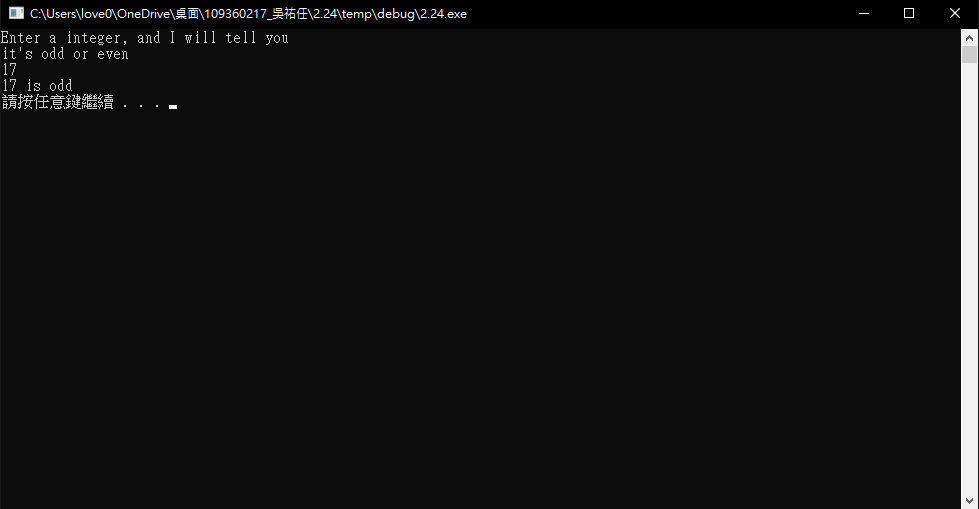 C:\Users\love0\OneDrive\桌面\109360217_吳祐任\2.24\temp\debug\2.24.exe
Enter a integer, and I will tell you
it's odd or even
17
17 is odd
請按任意鍵繼續 . . .